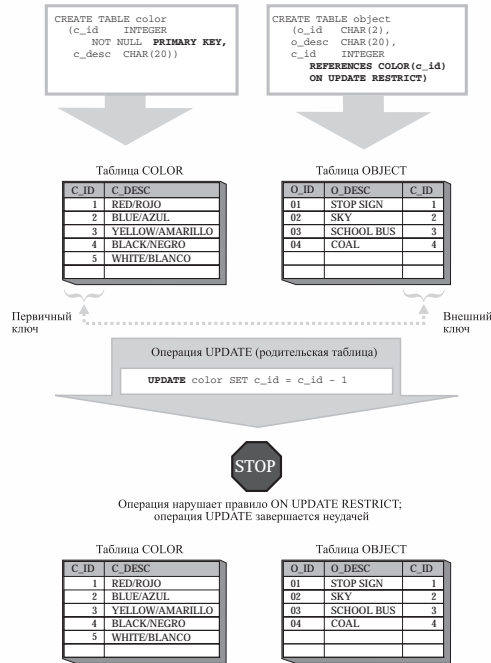 CREATE TABLE color
(c_id INTEGER
NOT NULL PRIMARY KEY,
c_desc CHAR(20))
CREATE TABLE object
(o_id CHAR(2),
o_desc CHAR(20),
c_id INTEGER
REFERENCES COLOR(c_id)
ON UPDATE RESTRICT)
Таблица COLOR
C_ID C_DESC
1 RED/ROJO
2 BLUE/AZUL
3 YELLOW/AMARILLO
4 BLACK/NEGRO
5 WHITE/BLANCO
Таблица OBJECT
O_ID O_DESC C_ID
01 STOP SIGN 1
02 SKY 2
03 SCHOOL BUS 3
04 COAL 4
Первичный
ключ
Внешний
ключ
Операция UPDATE (родительская таблица)
UPDATE color SET c_id = c_id - 1
STOP
Операция нарушает правило ON UPDATE RESTRICT;
операция UPDATE завершается неудачей
Таблица COLOR
C_ID C_DESC
1 RED/ROJO
2 BLUE/AZUL
3 YELLOW/AMARILLO
4 BLACK/NEGRO
5 WHITE/BLANCO
Таблица OBJECT
O_ID O_DESC C_ID
01 STOP SIGN 1
02 SKY 2
03 SCHOOL BUS 3
04 COAL 4